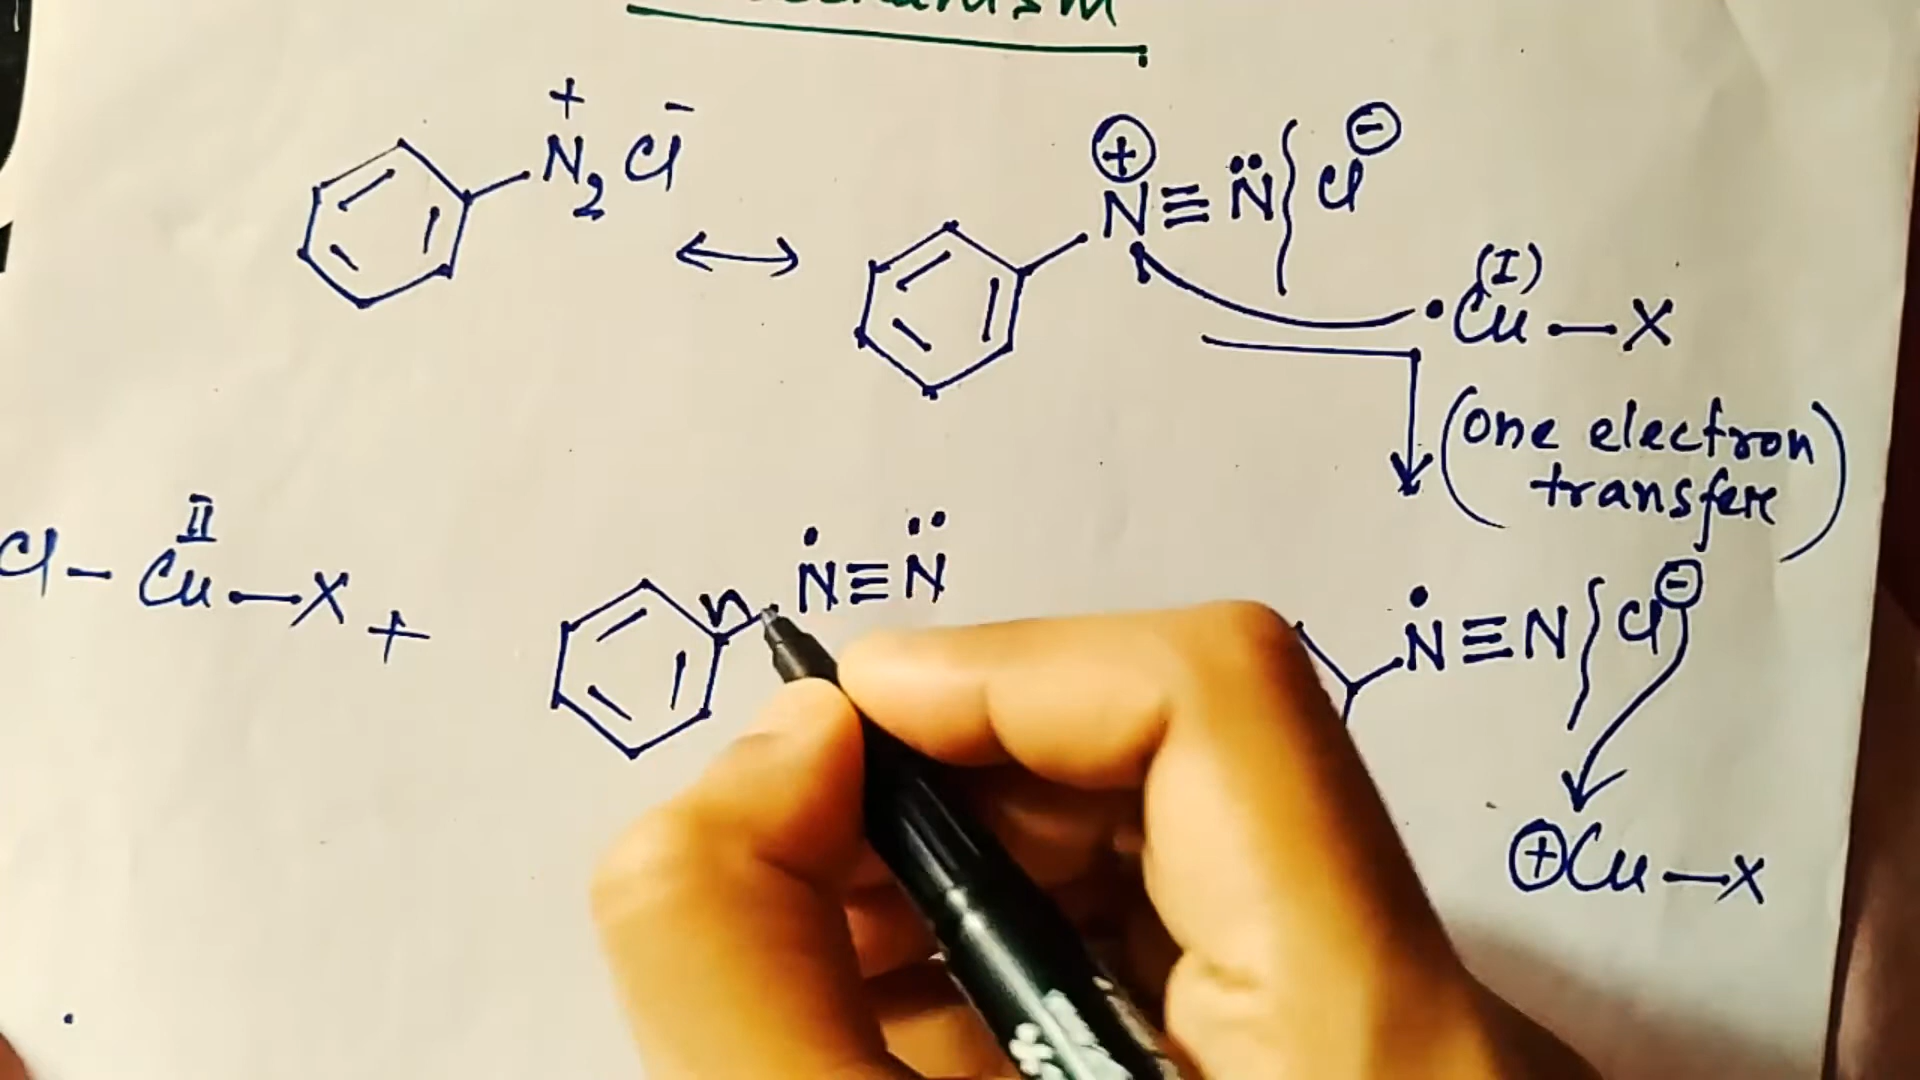 N₂⁺ Cl⁻
⊕
N≡N̈ Cl⊖
(I)
•Cu—X
(one electron
transfere)
II
Cl—Cu—X + Ṅ≡N̈
Ṅ≡N Cl⊖
⊕Cu—X